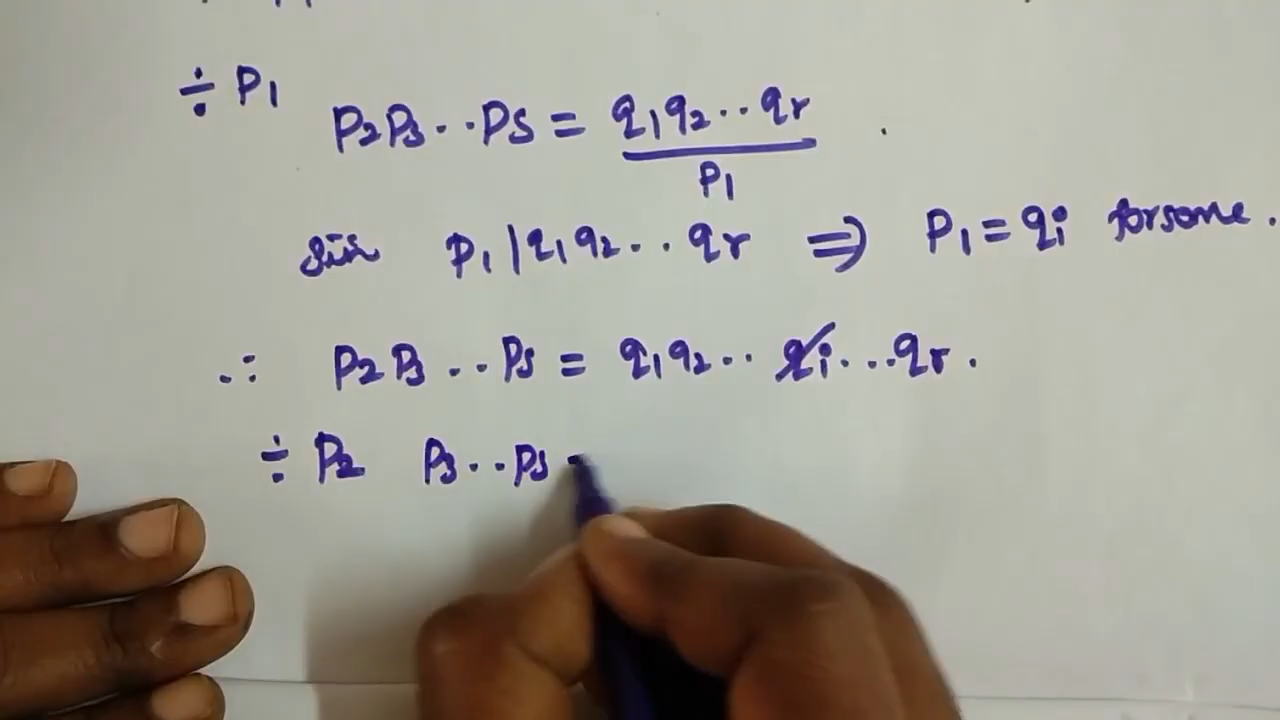 ÷ P1
P2P3..Ps = q1q2..qr / P1
P1 | q1q2..qr ⇒ P1 = qi forsome.
∴ P2P3..Ps = q1q2..qi...qr.
÷ P2 P3..Ps =